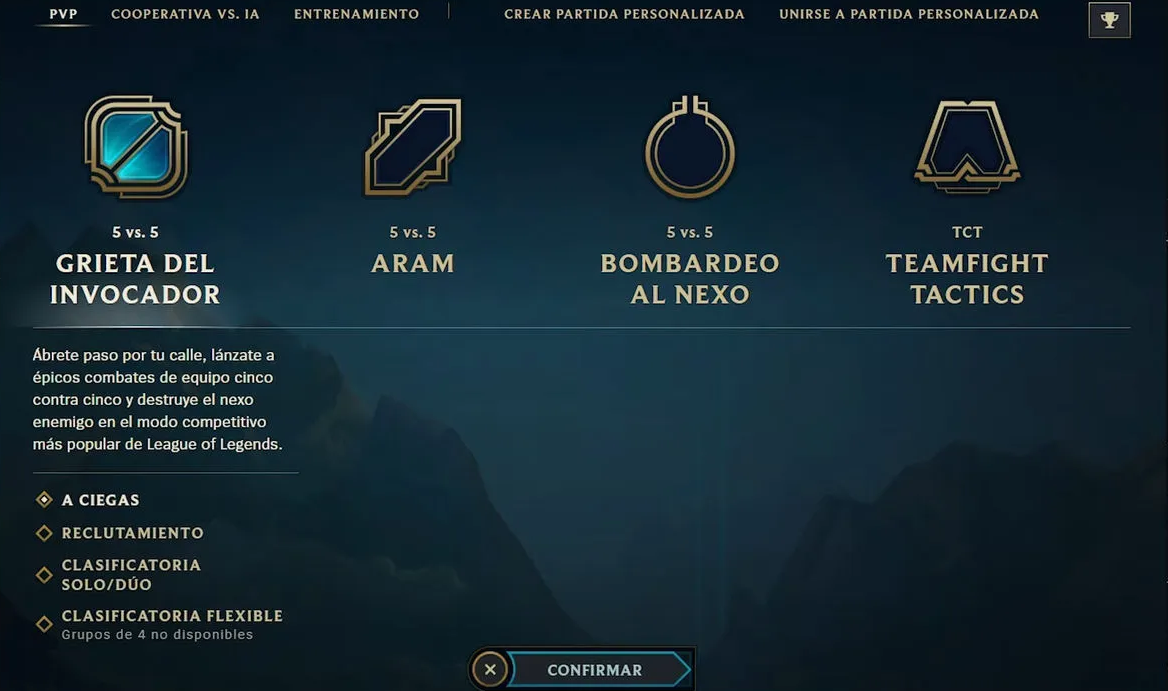 PVP
COOPERATIVA VS. IA
ENTRENAMIENTO
CREAR PARTIDA PERSONALIZADA
UNIRSE A PARTIDA PERSONALIZADA
5 vs. 5
GRIETA DEL
INVOCADOR
5 vs. 5
ARAM
5 vs. 5
BOMBARDEO
AL NEXO
TCT
TEAMFIGHT
TACTICS
Ábrete paso por tu calle, lánzate a
épicos combates de equipo cinco
contra cinco y destruye el nexo
enemigo en el modo competitivo
más popular de League of Legends.
A CIEGAS
RECLUTAMIENTO
CLASIFICATORIA
SOLO/DÚO
CLASIFICATORIA FLEXIBLE
Grupos de 4 no disponibles
CONFIRMAR